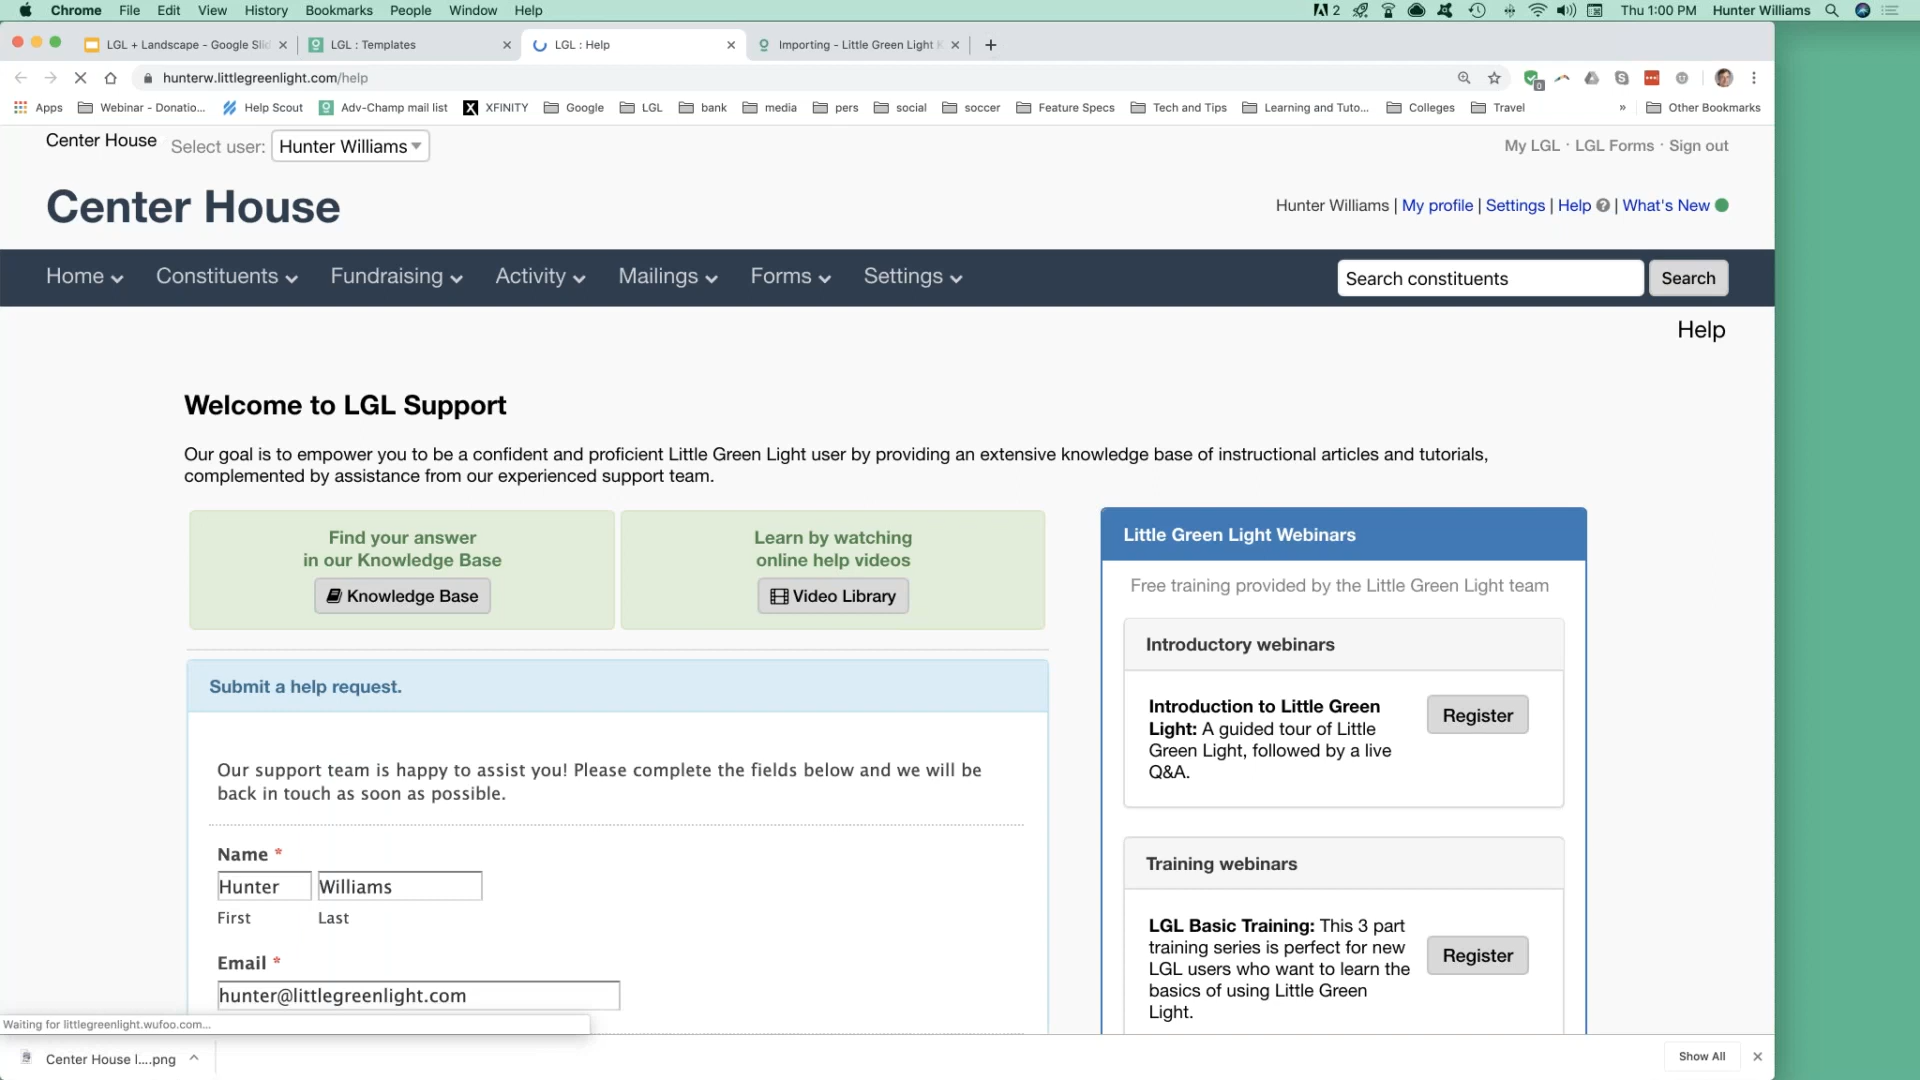 Chrome File Edit View History Bookmarks People Window Help
2 Thu 1:00 PM Hunter Williams
LGL + Landscape - Google Slid
LGL : Templates
LGL : Help
Importing - Little Green Light K
hunterw.littlegreenlight.com/help
Apps Webinar - Donatio... Help Scout Adv-Champ mail list XFINITY Google LGL bank media pers social soccer Feature Specs Tech and Tips Learning and Tuto... Colleges Travel » Other Bookmarks
Center House Select user: Hunter Williams
My LGL · LGL Forms · Sign out
Center House
Hunter Williams | My profile | Settings | Help ? | What's New
Home Constituents Fundraising Activity Mailings Forms Settings
Search constituents Search
Help
Welcome to LGL Support
Our goal is to empower you to be a confident and proficient Little Green Light user by providing an extensive knowledge base of instructional articles and tutorials,
complemented by assistance from our experienced support team.
Find your answer
in our Knowledge Base
Knowledge Base
Learn by watching
online help videos
Video Library
Submit a help request.
Our support team is happy to assist you! Please complete the fields below and we will be
back in touch as soon as possible.
Name *
Hunter Williams
First Last
Email *
hunter@littlegreenlight.com
Little Green Light Webinars
Free training provided by the Little Green Light team
Introductory webinars
Introduction to Little Green
Light: A guided tour of Little
Green Light, followed by a live
Q&A.
Register
Training webinars
LGL Basic Training: This 3 part
training series is perfect for new
LGL users who want to learn the
basics of using Little Green
Light.
Register
Waiting for littlegreenlight.wufoo.com...
Center House l....png
Show All